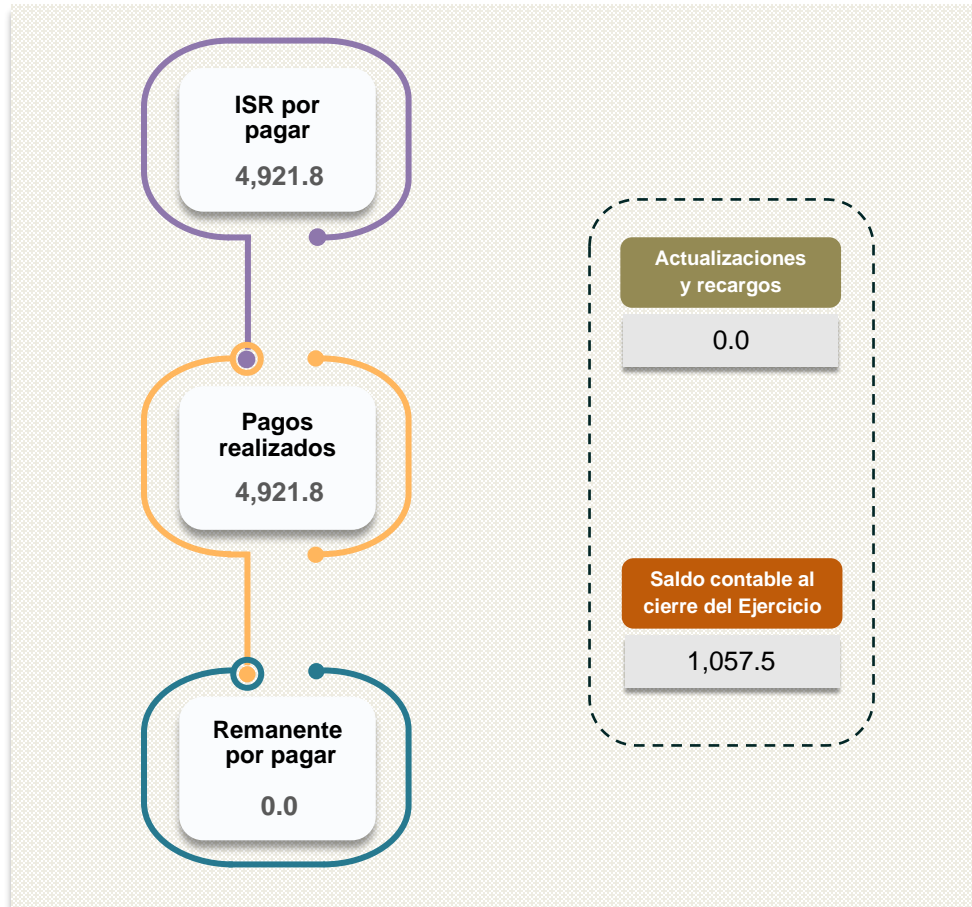 ISR por
pagar
4,921.8
Pagos
realizados
4,921.8
Remanente
por pagar
0.0
Actualizaciones
y recargos
0.0
Saldo contable al
cierre del Ejercicio
1,057.5